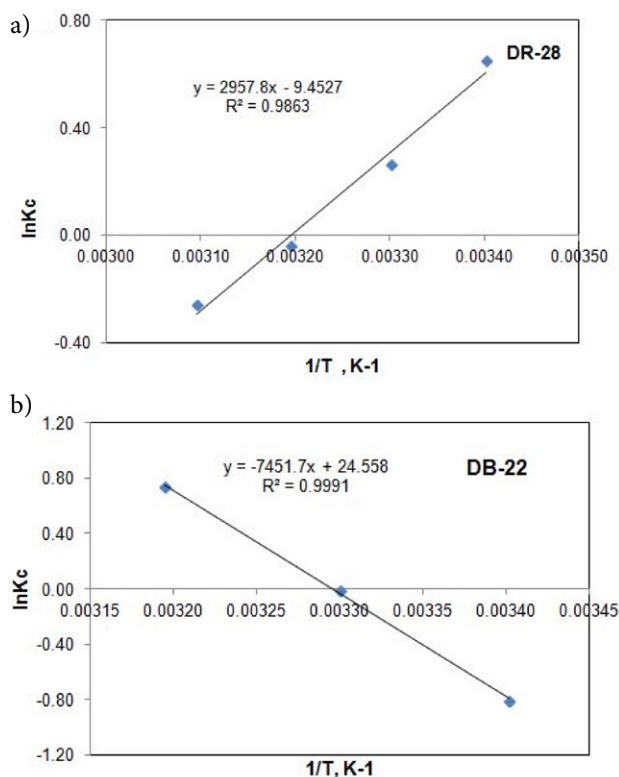 a)
0.80
DR-28
y = 2957.8x - 9.4527
R² = 0.9863
0.40
lnKc
0.00
0.00300 0.00310 0.00320 0.00330 0.00340 0.00350
-0.40
1/T , K-1
b)
1.20
y = -7451.7x + 24.558
DB-22
R² = 0.9991
0.80
0.40
lnKc
0.00
0.00315 0.00320 0.00325 0.00330 0.00335 0.00340 0.00345
-0.40
-0.80
-1.20
1/T, K-1